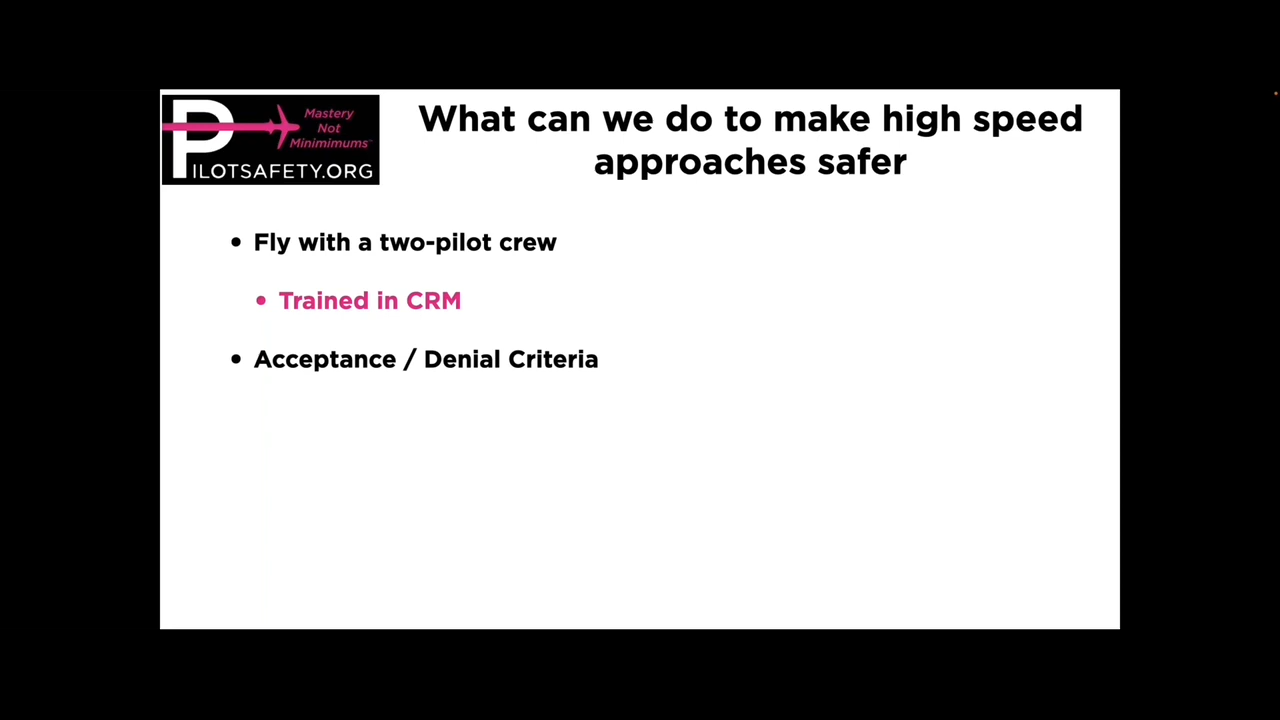 Mastery
Not
Minimimums™
PILOTSAFETY.ORG
What can we do to make high speed
approaches safer
• Fly with a two-pilot crew
• Trained in CRM
• Acceptance / Denial Criteria